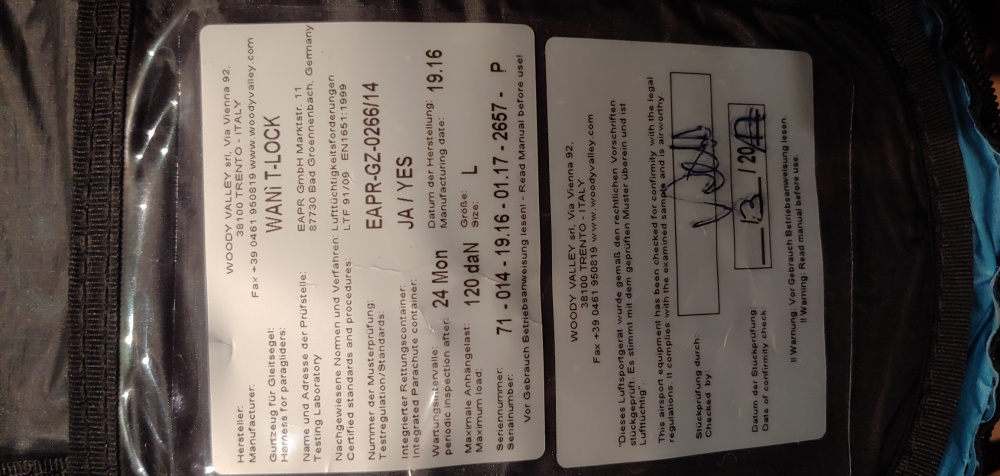 Hersteller:
Manufacturer:
WOODY VALLEY srl, Via Vienna 92,
38100 TRENTO - ITALY
Fax +39 0461 950819 www.woodyvalley.com
Gurtzeug für Gleitsegel:
Harness for paragliders:
WANi T-LOCK
Name und Adresse der Prüfstelle:
Testing Laboratory
EAPR GmbH Marktstr. 11
87730 Bad Groennenbach, Germany
Nachgewiesene Normen und Verfahren: Lufttüchtigkeitsforderungen
Certified standards and procedures: LTF 91/09 EN1651:1999
Nummer der Musterprüfung:
Testregulation/Standards:
EAPR-GZ-0266/14
Integrierter Rettungscontainer:
Integrated Parachute container:
JA / YES
Wartungsintervalle:
periodic inspection after:
24 Mon
Datum der Herstellung:
Manufacturing date:
19.16
Maximale Anhängelast:
Maximum load:
120 daN
Größe:
Size:
L
Seriennummer:
Serialnumber:
71 - 014 - 19.16 - 01.17 - 2657 - P
Vor Gebrauch Betriebsanweisung lesen! - Read Manual before use!
WOODY VALLEY srl, Via Vienna 92,
38100 TRENTO - ITALY
Fax +39 0461 950819 www.woodyvalley.com
"Dieses Luftsportgerät wurde gemäß den rechtlichen Vorschriften
stückgeprüft. Es stimmt mit dem geprüften Muster überein und ist
Lufttüchtig"
This airsport equipment has been checked for confirmity with the legal
regulations. It complies with the examined sample and is airworthy
Stückprüfung durch:
Checked by:
Datum der Stückprüfung:
Date of confirmity check:
13 / 20
!! Warnung: Vor Gebrauch Betriebsanweisung lesen
!! Warning: Read manual before use.